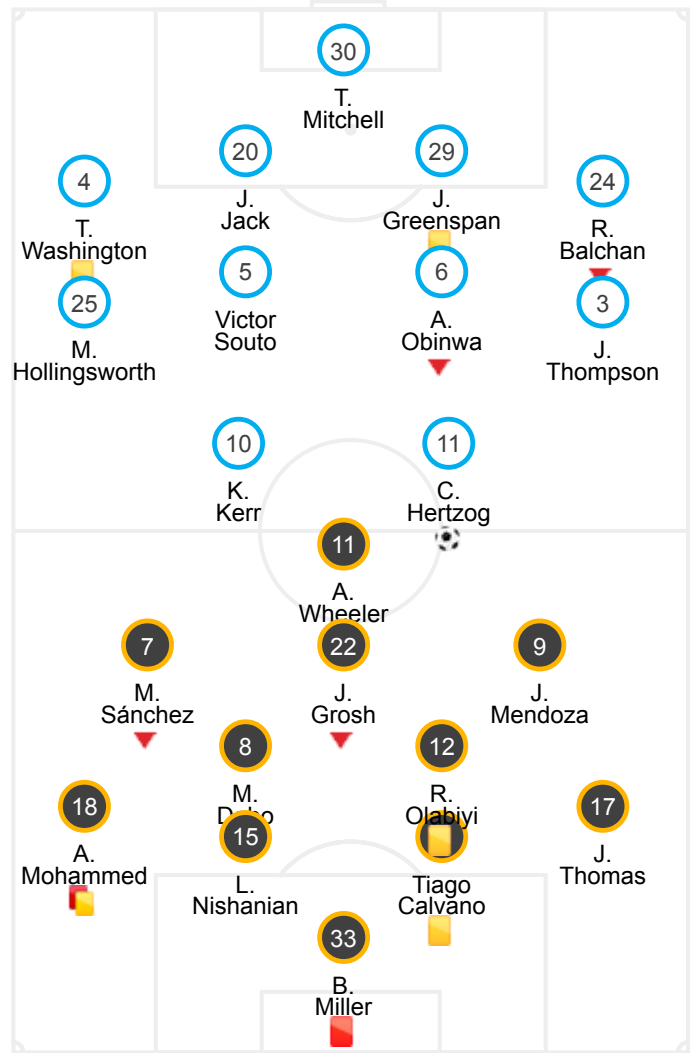 30
T.
Mitchell
20
29
4
24
J.
Jack
J.
Greenspan
T.
Washington
R.
Balchan
5
6
25
3
Victor
Souto
A.
Obinwa
M.
Hollingsworth
J.
Thompson
10
11
K.
Kerr
C.
Hertzog
11
A.
Wheeler
7
22
9
M.
Sánchez
J.
Grosh
J.
Mendoza
8
12
M.
R.
Olabiyi
18
17
15
A.
Mohammed
J.
Thomas
L.
Nishanian
Tiago
Calvano
33
B.
Miller